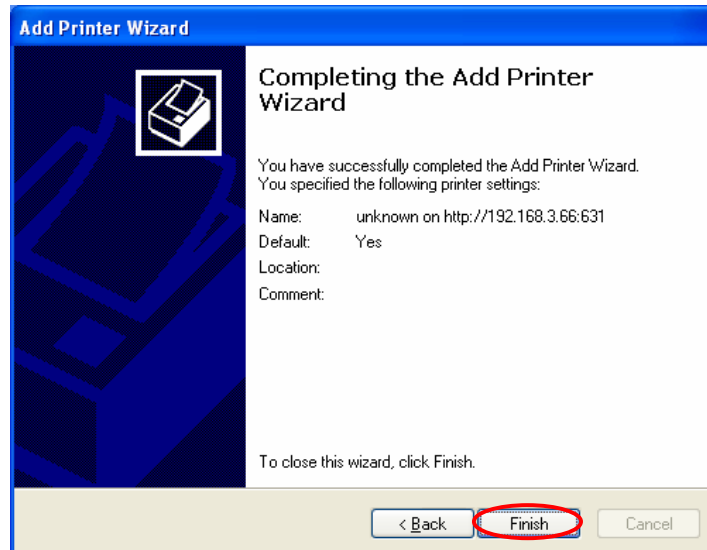 Add Printer Wizard
Completing the Add Printer
Wizard
You have successfully completed the Add Printer Wizard.
You specified the following printer settings:
Name: unknown on http://192.168.3.66:631
Default: Yes
Location:
Comment:
To close this wizard, click Finish.
< Back Finish Cancel